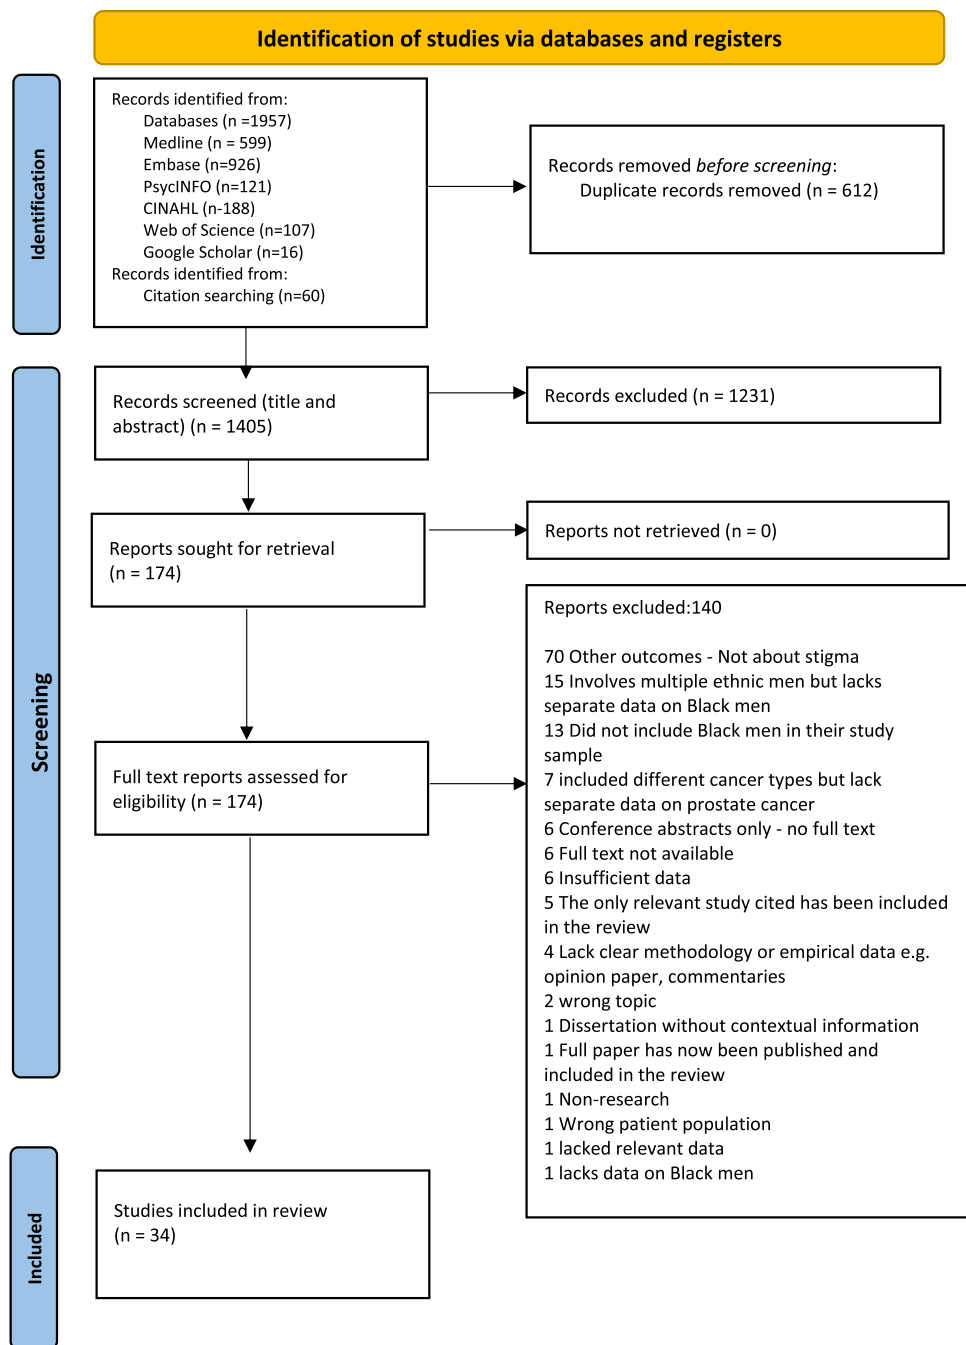 Identification of studies via databases and registers
Identification
Records identified from:
Databases (n =1957)
Medline (n = 599)
Embase (n=926)
PsycINFO (n=121)
CINAHL (n-188)
Web of Science (n=107)
Google Scholar (n=16)
Records identified from:
Citation searching (n=60)
Records removed before screening:
Duplicate records removed (n = 612)
Screening
Records screened (title and
abstract) (n = 1405)
Records excluded (n = 1231)
Reports sought for retrieval
(n = 174)
Reports not retrieved (n = 0)
Full text reports assessed for
eligibility (n = 174)
Reports excluded:140
70 Other outcomes - Not about stigma
15 Involves multiple ethnic men but lacks
separate data on Black men
13 Did not include Black men in their study
sample
7 included different cancer types but lack
separate data on prostate cancer
6 Conference abstracts only - no full text
6 Full text not available
6 Insufficient data
5 The only relevant study cited has been included
in the review
4 Lack clear methodology or empirical data e.g.
opinion paper, commentaries
2 wrong topic
1 Dissertation without contextual information
1 Full paper has now been published and
included in the review
1 Non-research
1 Wrong patient population
1 lacked relevant data
1 lacks data on Black men
Included
Studies included in review
(n = 34)